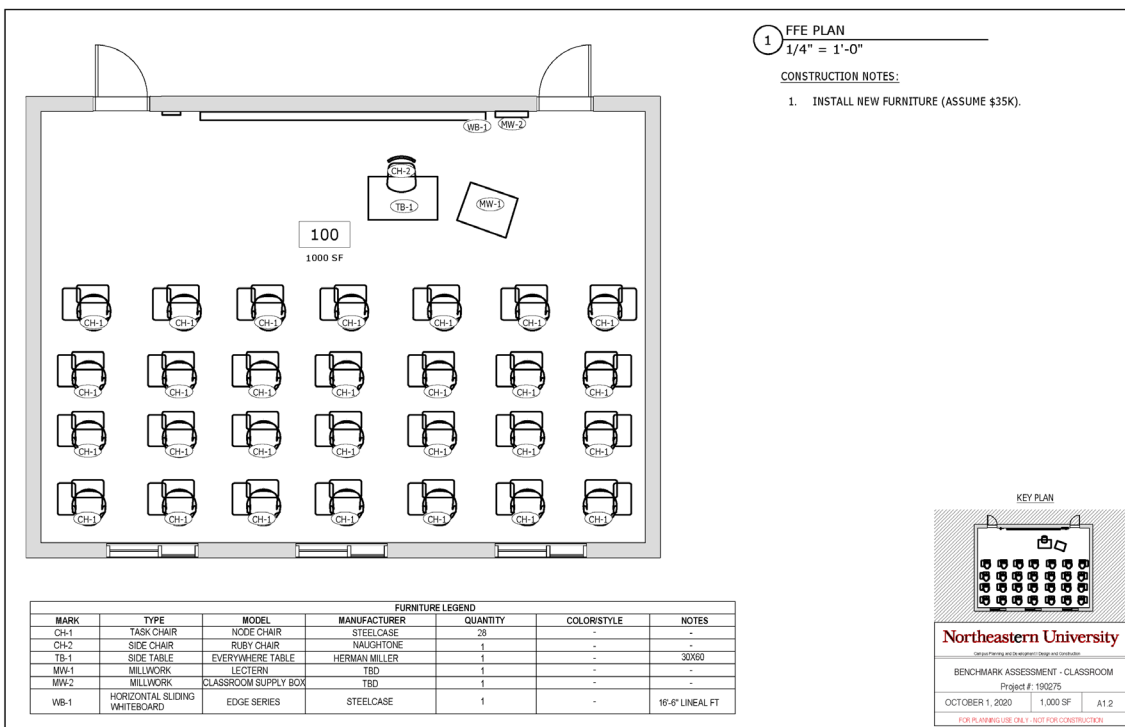 1
FFE PLAN
1/4" = 1'-0"
CONSTRUCTION NOTES:
1. INSTALL NEW FURNITURE (ASSUME $35K).
WB-1 MW-2
CH-2
TB-1 MW-1
100
1000 SF
CH-1 CH-1 CH-1 CH-1 CH-1 CH-1 CH-1
CH-1 CH-1 CH-1 CH-1 CH-1 CH-1 CH-1
CH-1 CH-1 CH-1 CH-1 CH-1 CH-1 CH-1
CH-1 CH-1 CH-1 CH-1 CH-1 CH-1 CH-1
FURNITURE LEGEND
MARK TYPE MODEL MANUFACTURER QUANTITY COLOR/STYLE NOTES
CH-1 TASK CHAIR NODE CHAIR STEELCASE 28 - -
CH-2 SIDE CHAIR RUBY CHAIR NAUGHTONE 1 - -
TB-1 SIDE TABLE EVERYWHERE TABLE HERMAN MILLER 1 - 30X60
MW-1 MILLWORK LECTERN TBD 1 - -
MW-2 MILLWORK CLASSROOM SUPPLY BOX TBD 1 - -
WB-1 HORIZONTAL SLIDING WHITEBOARD EDGE SERIES STEELCASE 1 - 16'-6" LINEAL FT
KEY PLAN
Northeastern University
Campus Planning and Development | Design and Construction
BENCHMARK ASSESSMENT - CLASSROOM
Project #: 190275
OCTOBER 1, 2020 1,000 SF A1.2
FOR PLANNING USE ONLY - NOT FOR CONSTRUCTION